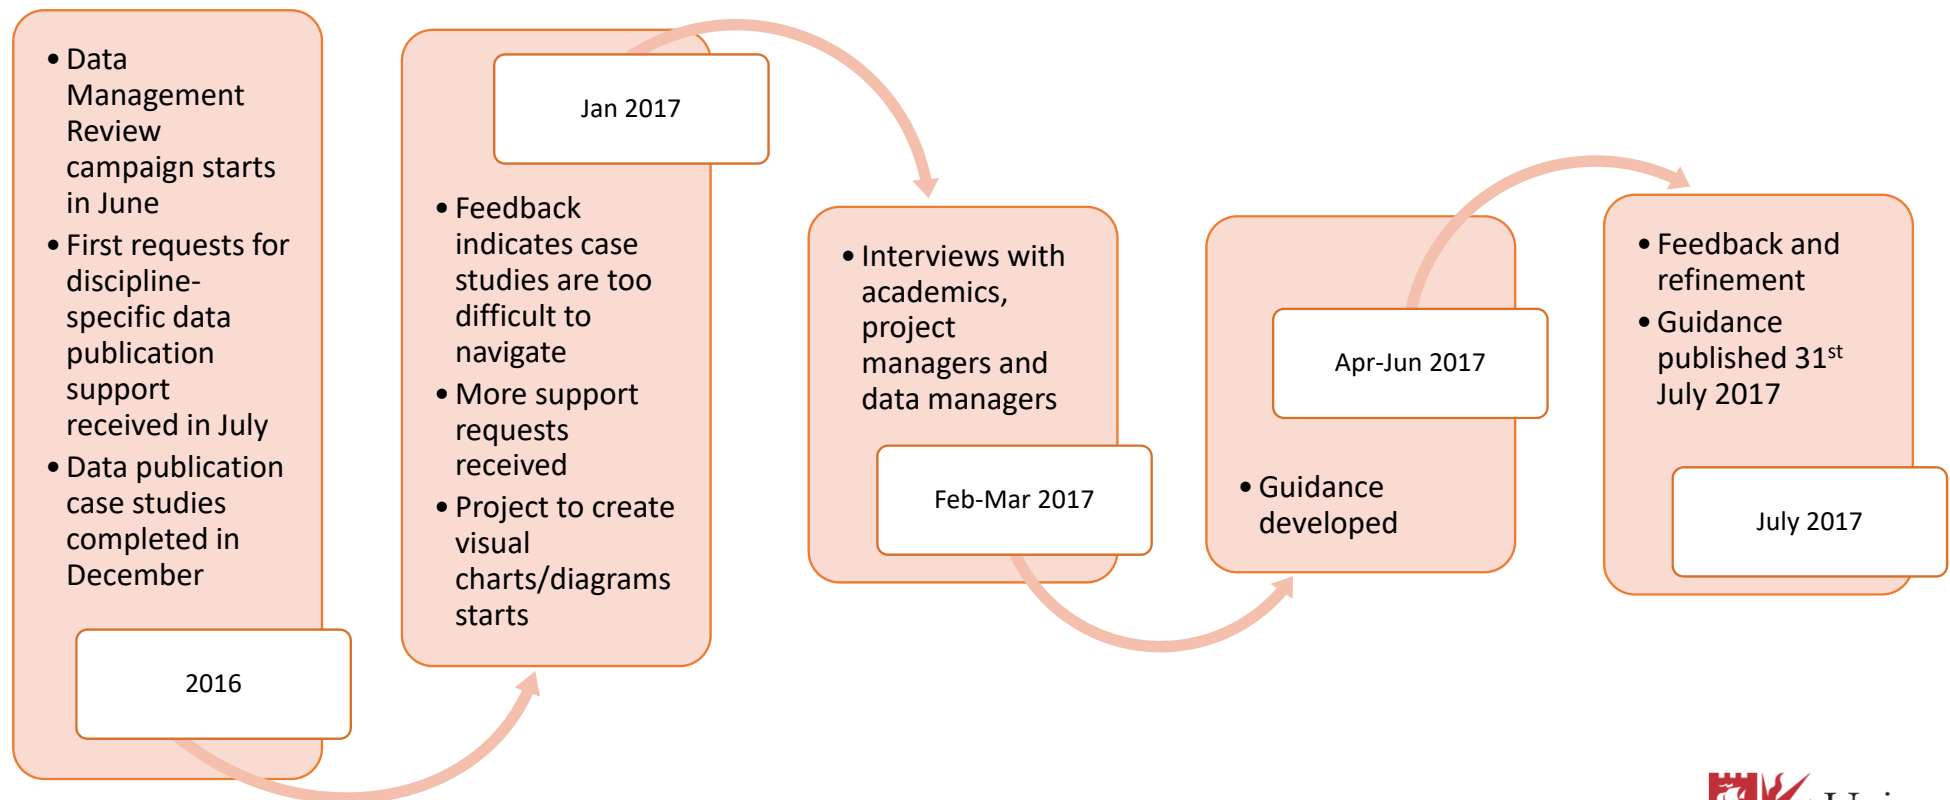 • Data
Management
Review
campaign starts
in June
• First requests for
discipline-
specific data
publication
support
received in July
• Data publication
case studies
completed in
December
2016
Jan 2017
• Feedback
indicates case
studies are too
difficult to
navigate
• More support
requests
received
• Project to create
visual
charts/diagrams
starts
• Interviews with
academics,
project
managers and
data managers
Feb-Mar 2017
Apr-Jun 2017
• Guidance
developed
• Feedback and
refinement
• Guidance
published 31st
July 2017
July 2017